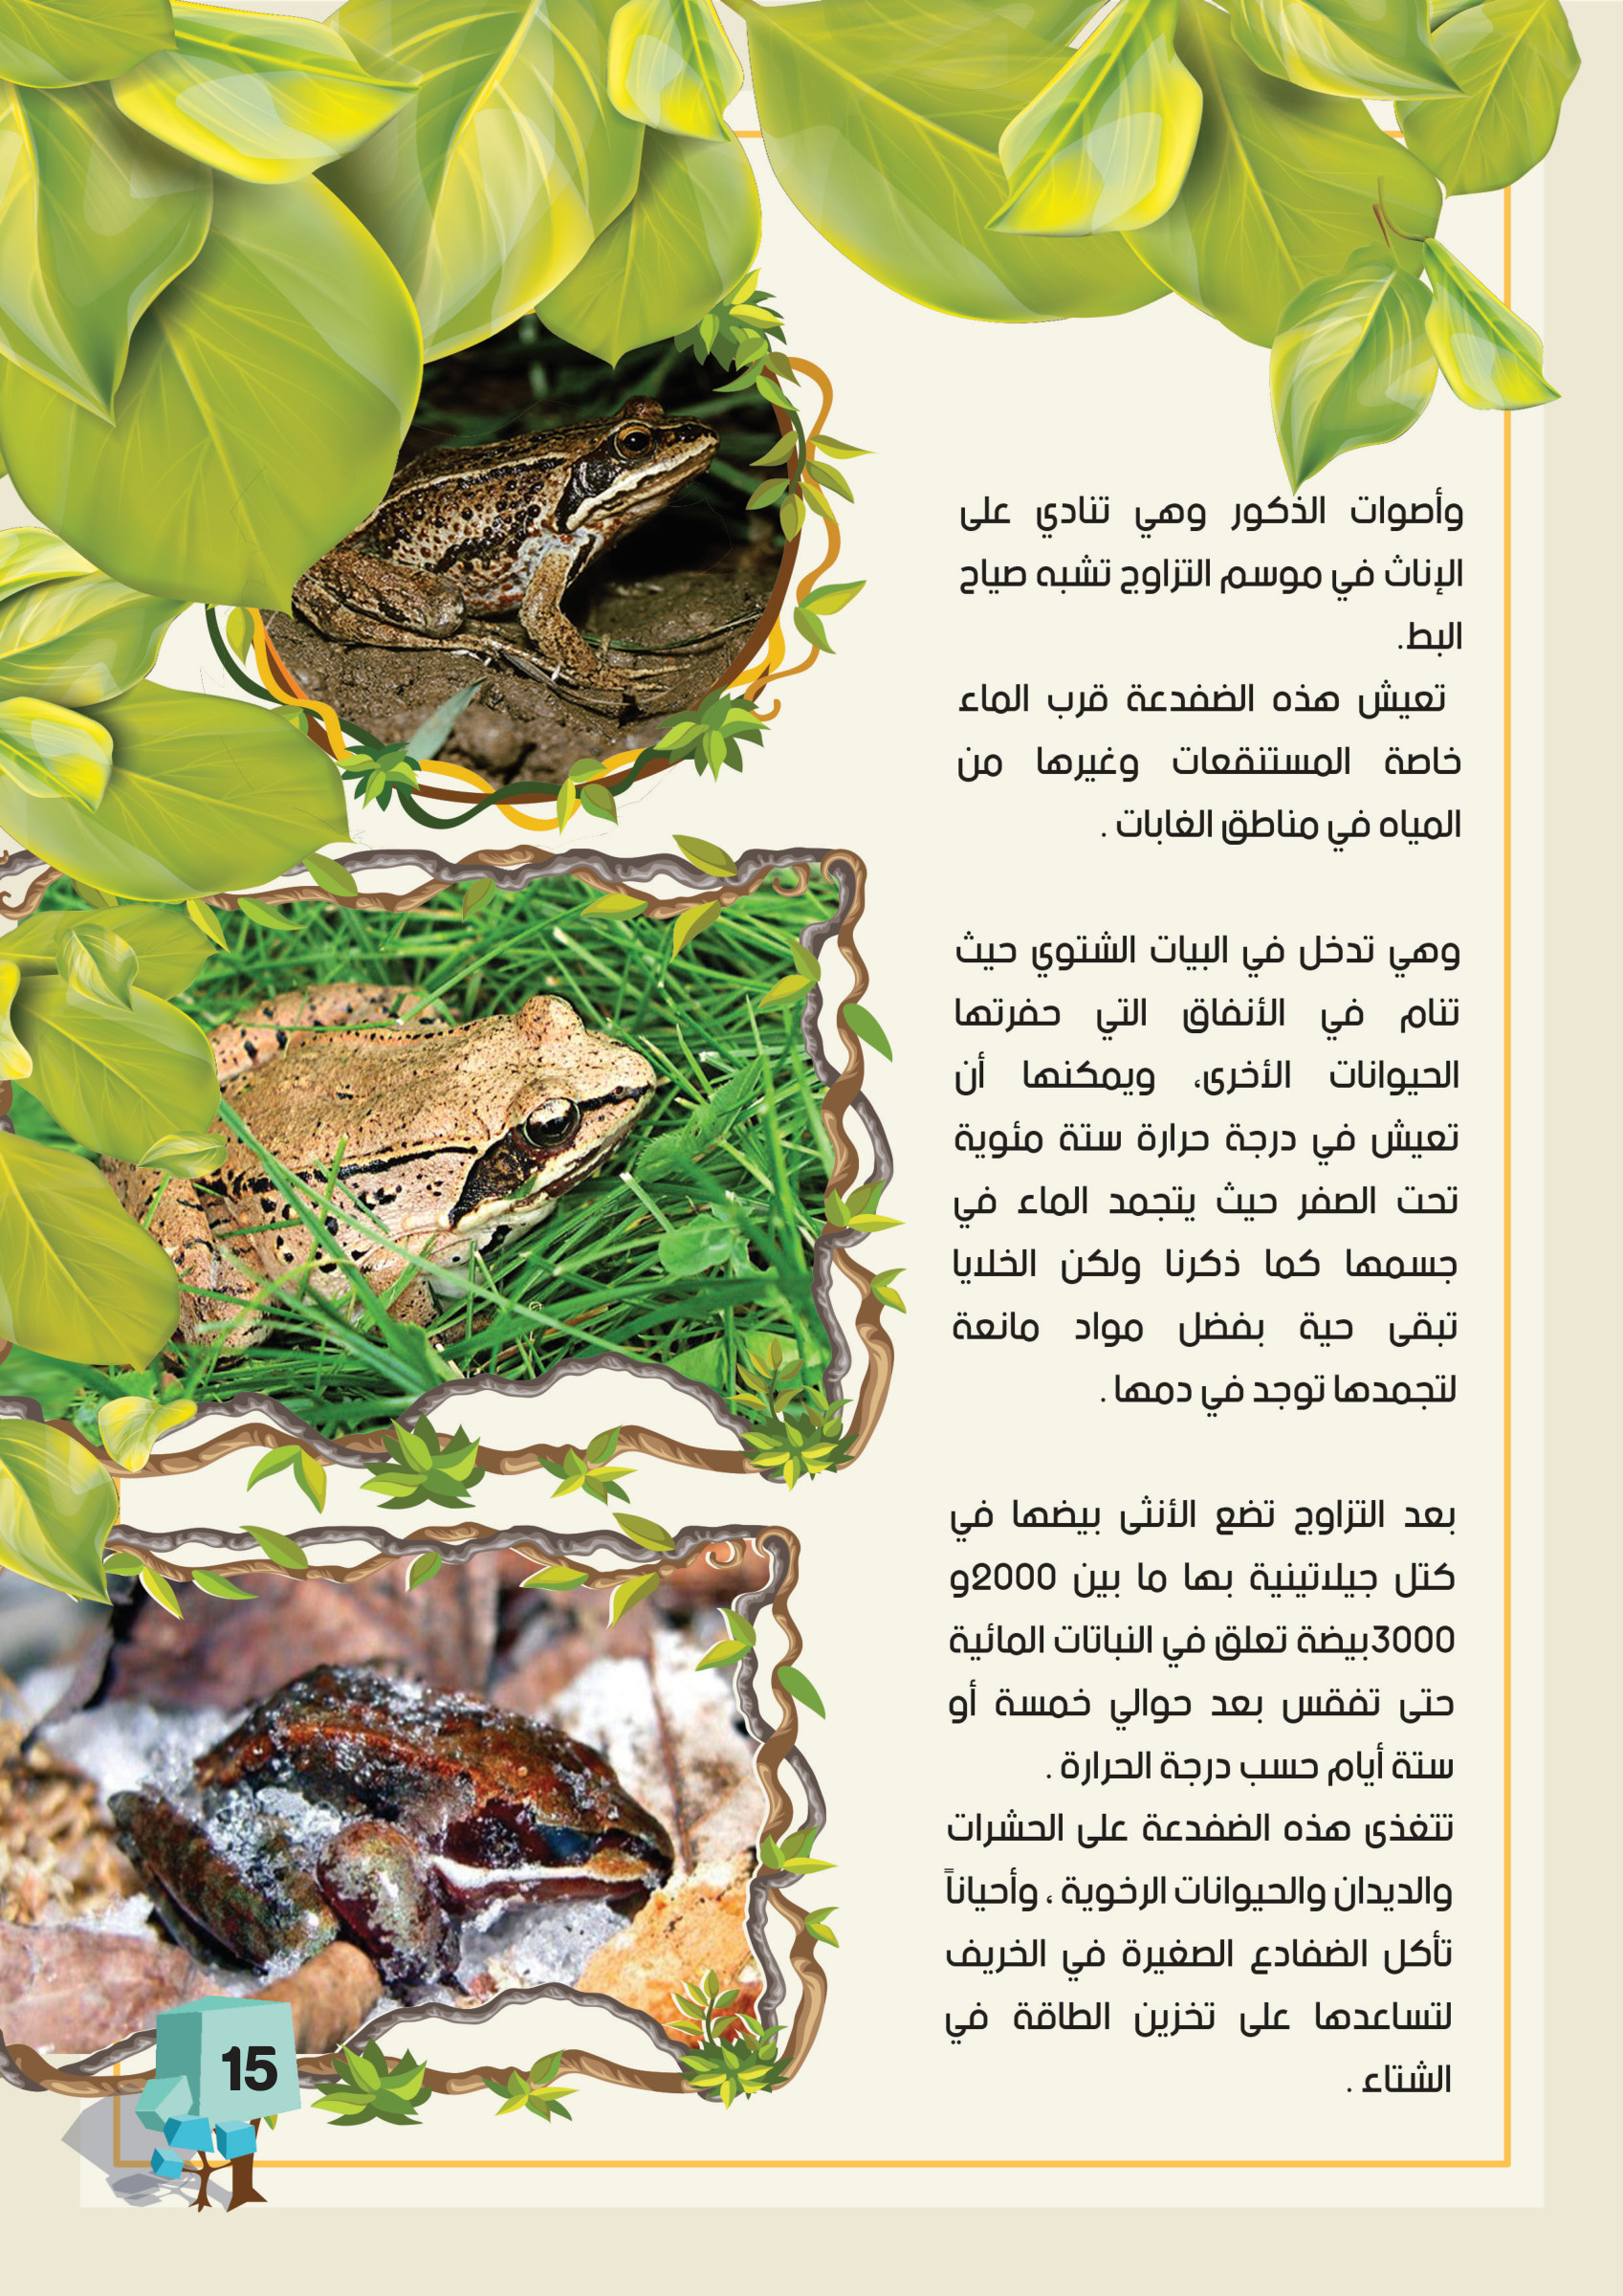 وأصوات الذكور وهي تنادي على
الإناث في موسم التزاوج تشبه صياح
البط.
تعيش هذه الضفدعة قرب الماء
خاصة المستنقعات وغيرها من
المياه في مناطق الغابات .
وهي تدخل في البيات الشتوي حيث
تنام في الأنفاق التي حفرتها
الحيوانات الأخرى، ويمكنها أن
تعيش في درجة حرارة ستة مئوية
تحت الصفر حيث يتجمد الماء في
جسمها كما ذكرنا ولكن الخلايا
تبقى حية بفضل مواد مانعة
لتجمدها توجد في دمها .
بعد التزاوج تضع الأنثى بيضها في
كتل جيلاتينية بها ما بين 2000و
3000بيضة تعلق في النباتات المائية
حتى تفقس بعد حوالي خمسة أو
ستة أيام حسب درجة الحرارة .
تتغذى هذه الضفدعة على الحشرات
والديدان والحيوانات الرخوية ، وأحياناً
تأكل الضفادع الصغيرة في الخريف
لتساعدها على تخزين الطاقة في
الشتاء .
15